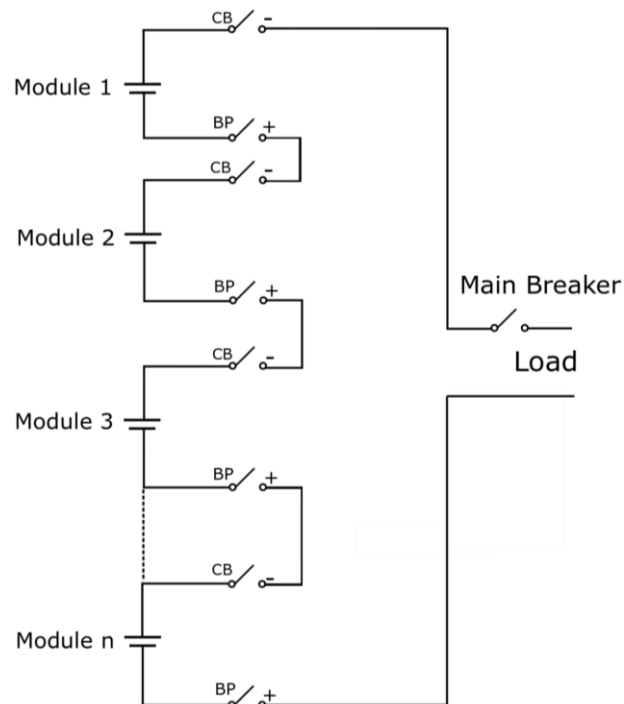 CB -
Module 1
BP +
CB -
Module 2
BP +
CB -
Main Breaker
Load
Module 3
BP +
CB -
Module n
BP +